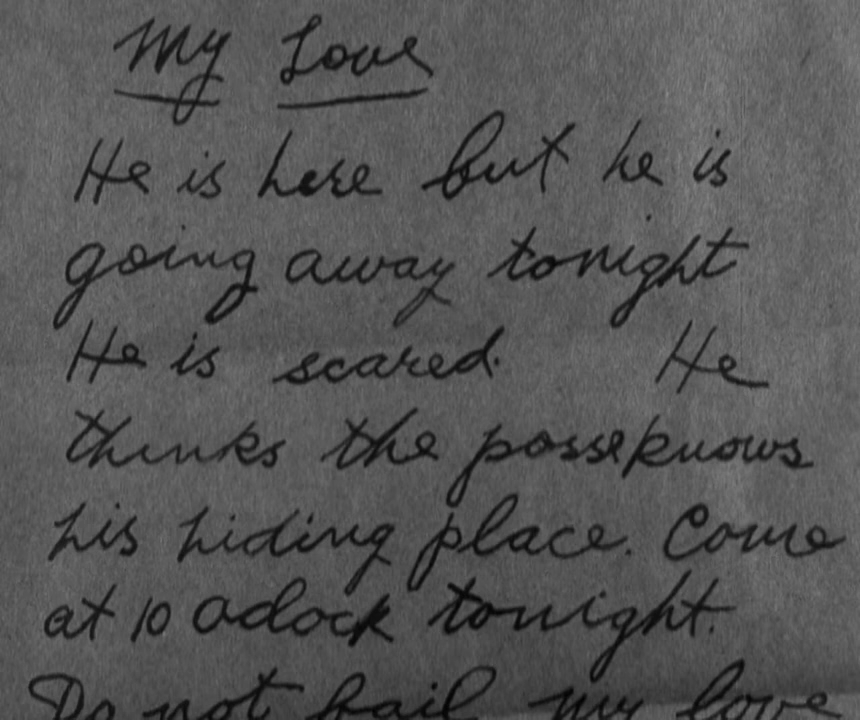 My Love
He is here but he is
going away tonight
He is scared. He
thinks the posse knows
his hiding place. Come
at 10 oclock tonight.
Do not fail my love